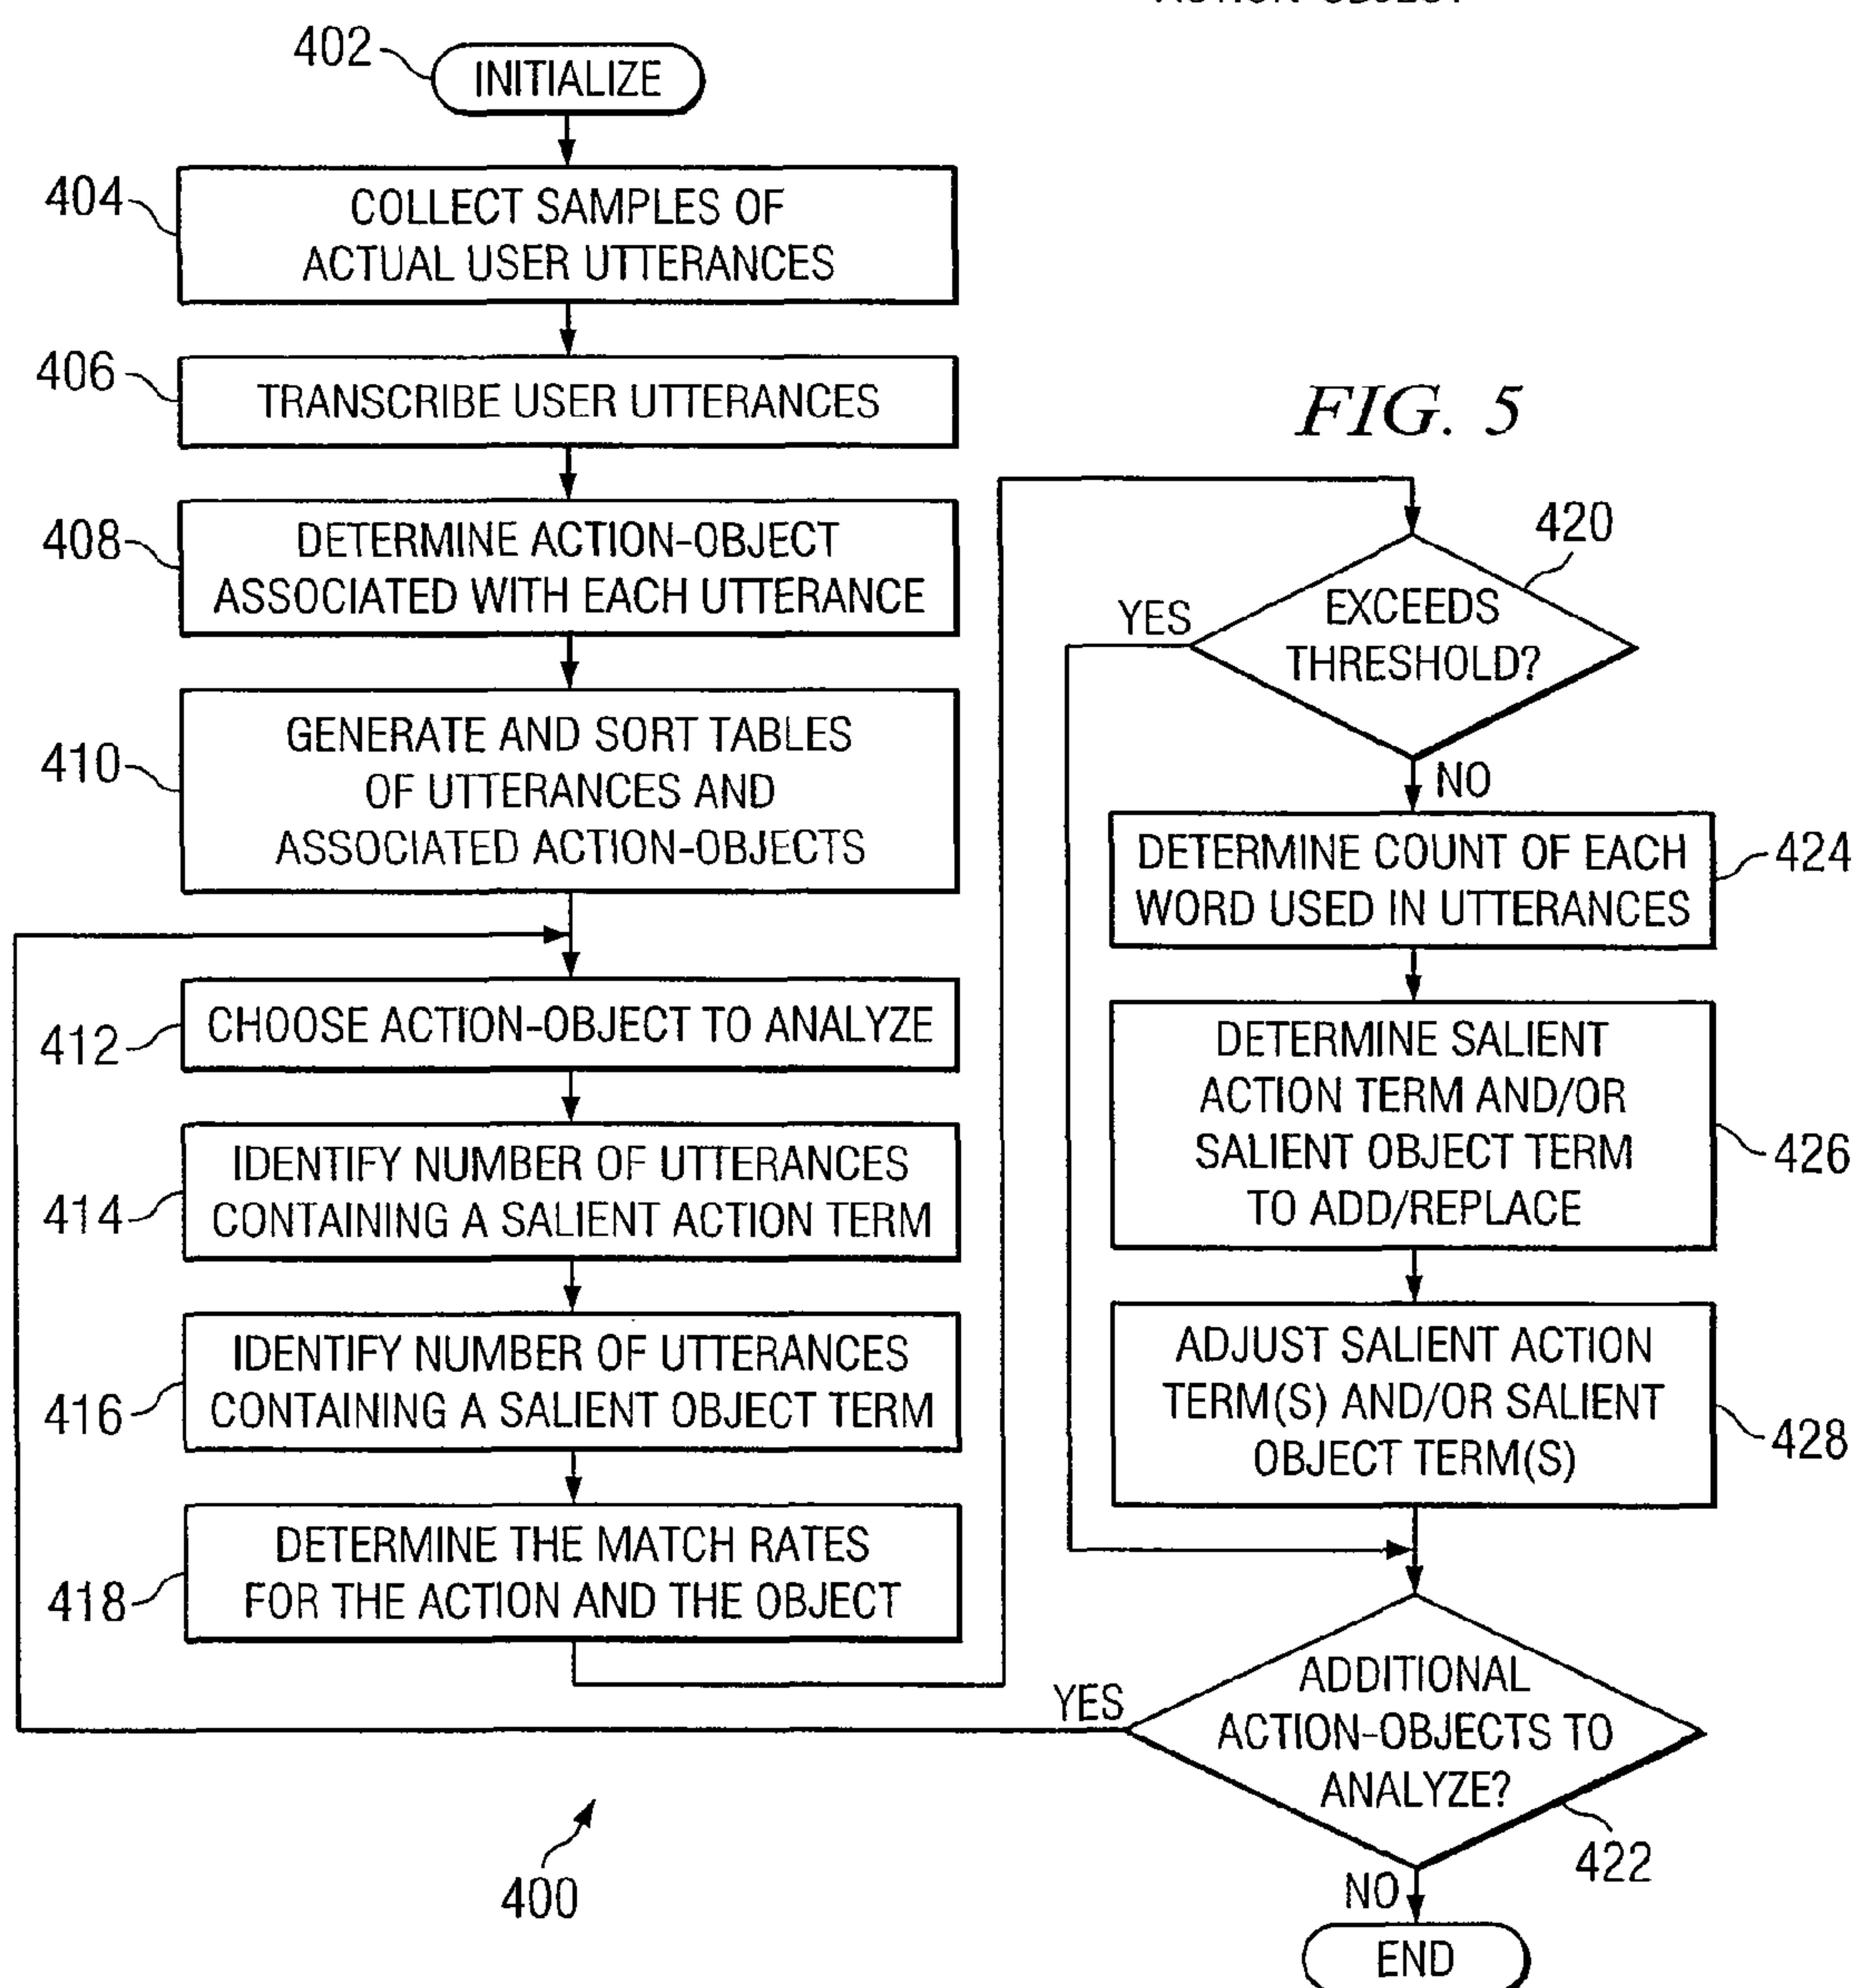 402
INITIALIZE
404
COLLECT SAMPLES OF
ACTUAL USER UTTERANCES
406
TRANSCRIBE USER UTTERANCES
408
DETERMINE ACTION-OBJECT
ASSOCIATED WITH EACH UTTERANCE
410
GENERATE AND SORT TABLES
OF UTTERANCES AND
ASSOCIATED ACTION-OBJECTS
412
CHOOSE ACTION-OBJECT TO ANALYZE
414
IDENTIFY NUMBER OF UTTERANCES
CONTAINING A SALIENT ACTION TERM
416
IDENTIFY NUMBER OF UTTERANCES
CONTAINING A SALIENT OBJECT TERM
418
DETERMINE THE MATCH RATES
FOR THE ACTION AND THE OBJECT
400
FIG. 5
420
EXCEEDS
THRESHOLD?
YES
NO
DETERMINE COUNT OF EACH
WORD USED IN UTTERANCES
424
DETERMINE SALIENT
ACTION TERM AND/OR
SALIENT OBJECT TERM
TO ADD/REPLACE
426
ADJUST SALIENT ACTION
TERM(S) AND/OR SALIENT
OBJECT TERM(S)
428
YES
ADDITIONAL
ACTION-OBJECTS TO
ANALYZE?
422
NO
END